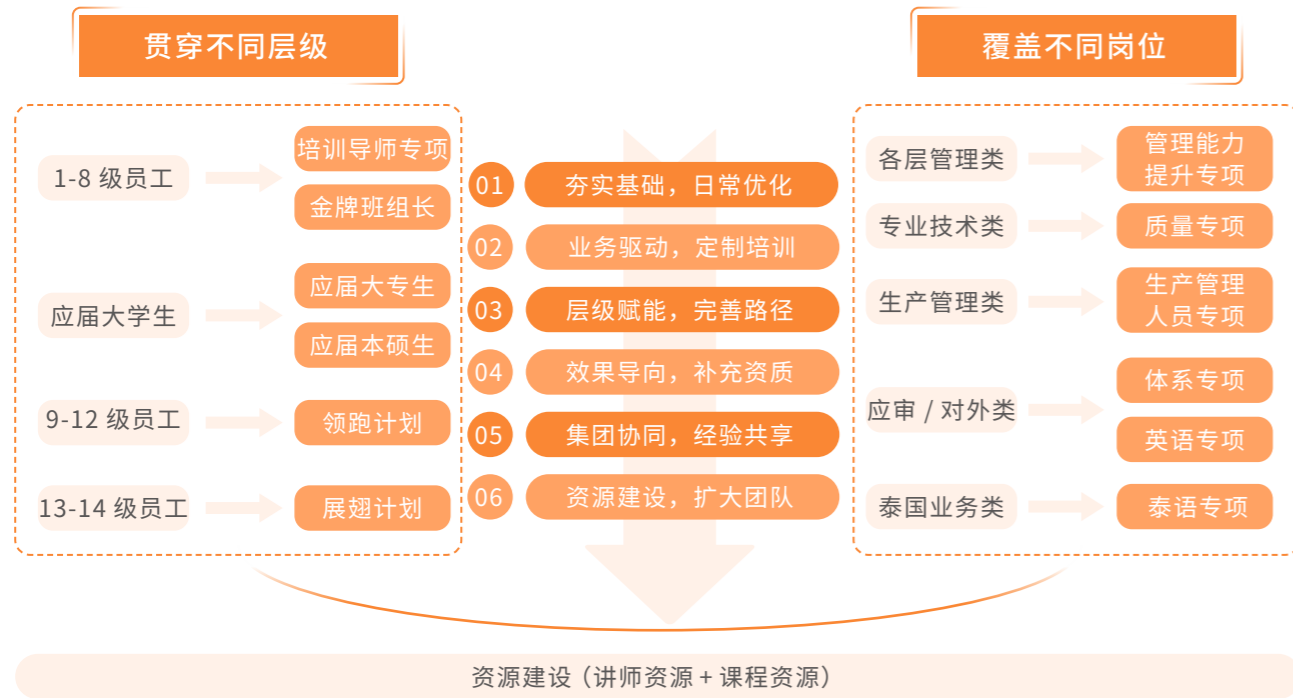 贯穿不同层级
1-8 级员工
培训导师专项
金牌班组长
应届大学生
应届大专生
应届本硕生
9-12 级员工
领跑计划
13-14 级员工
展翅计划
01
夯实基础，日常优化
02
业务驱动，定制培训
03
层级赋能，完善路径
04
效果导向，补充资质
05
集团协同，经验共享
06
资源建设，扩大团队
覆盖不同岗位
各层管理类
管理能力
提升专项
专业技术类
质量专项
生产管理类
生产管理
人员专项
应审 / 对外类
体系专项
英语专项
泰国业务类
泰语专项
资源建设（讲师资源 + 课程资源）